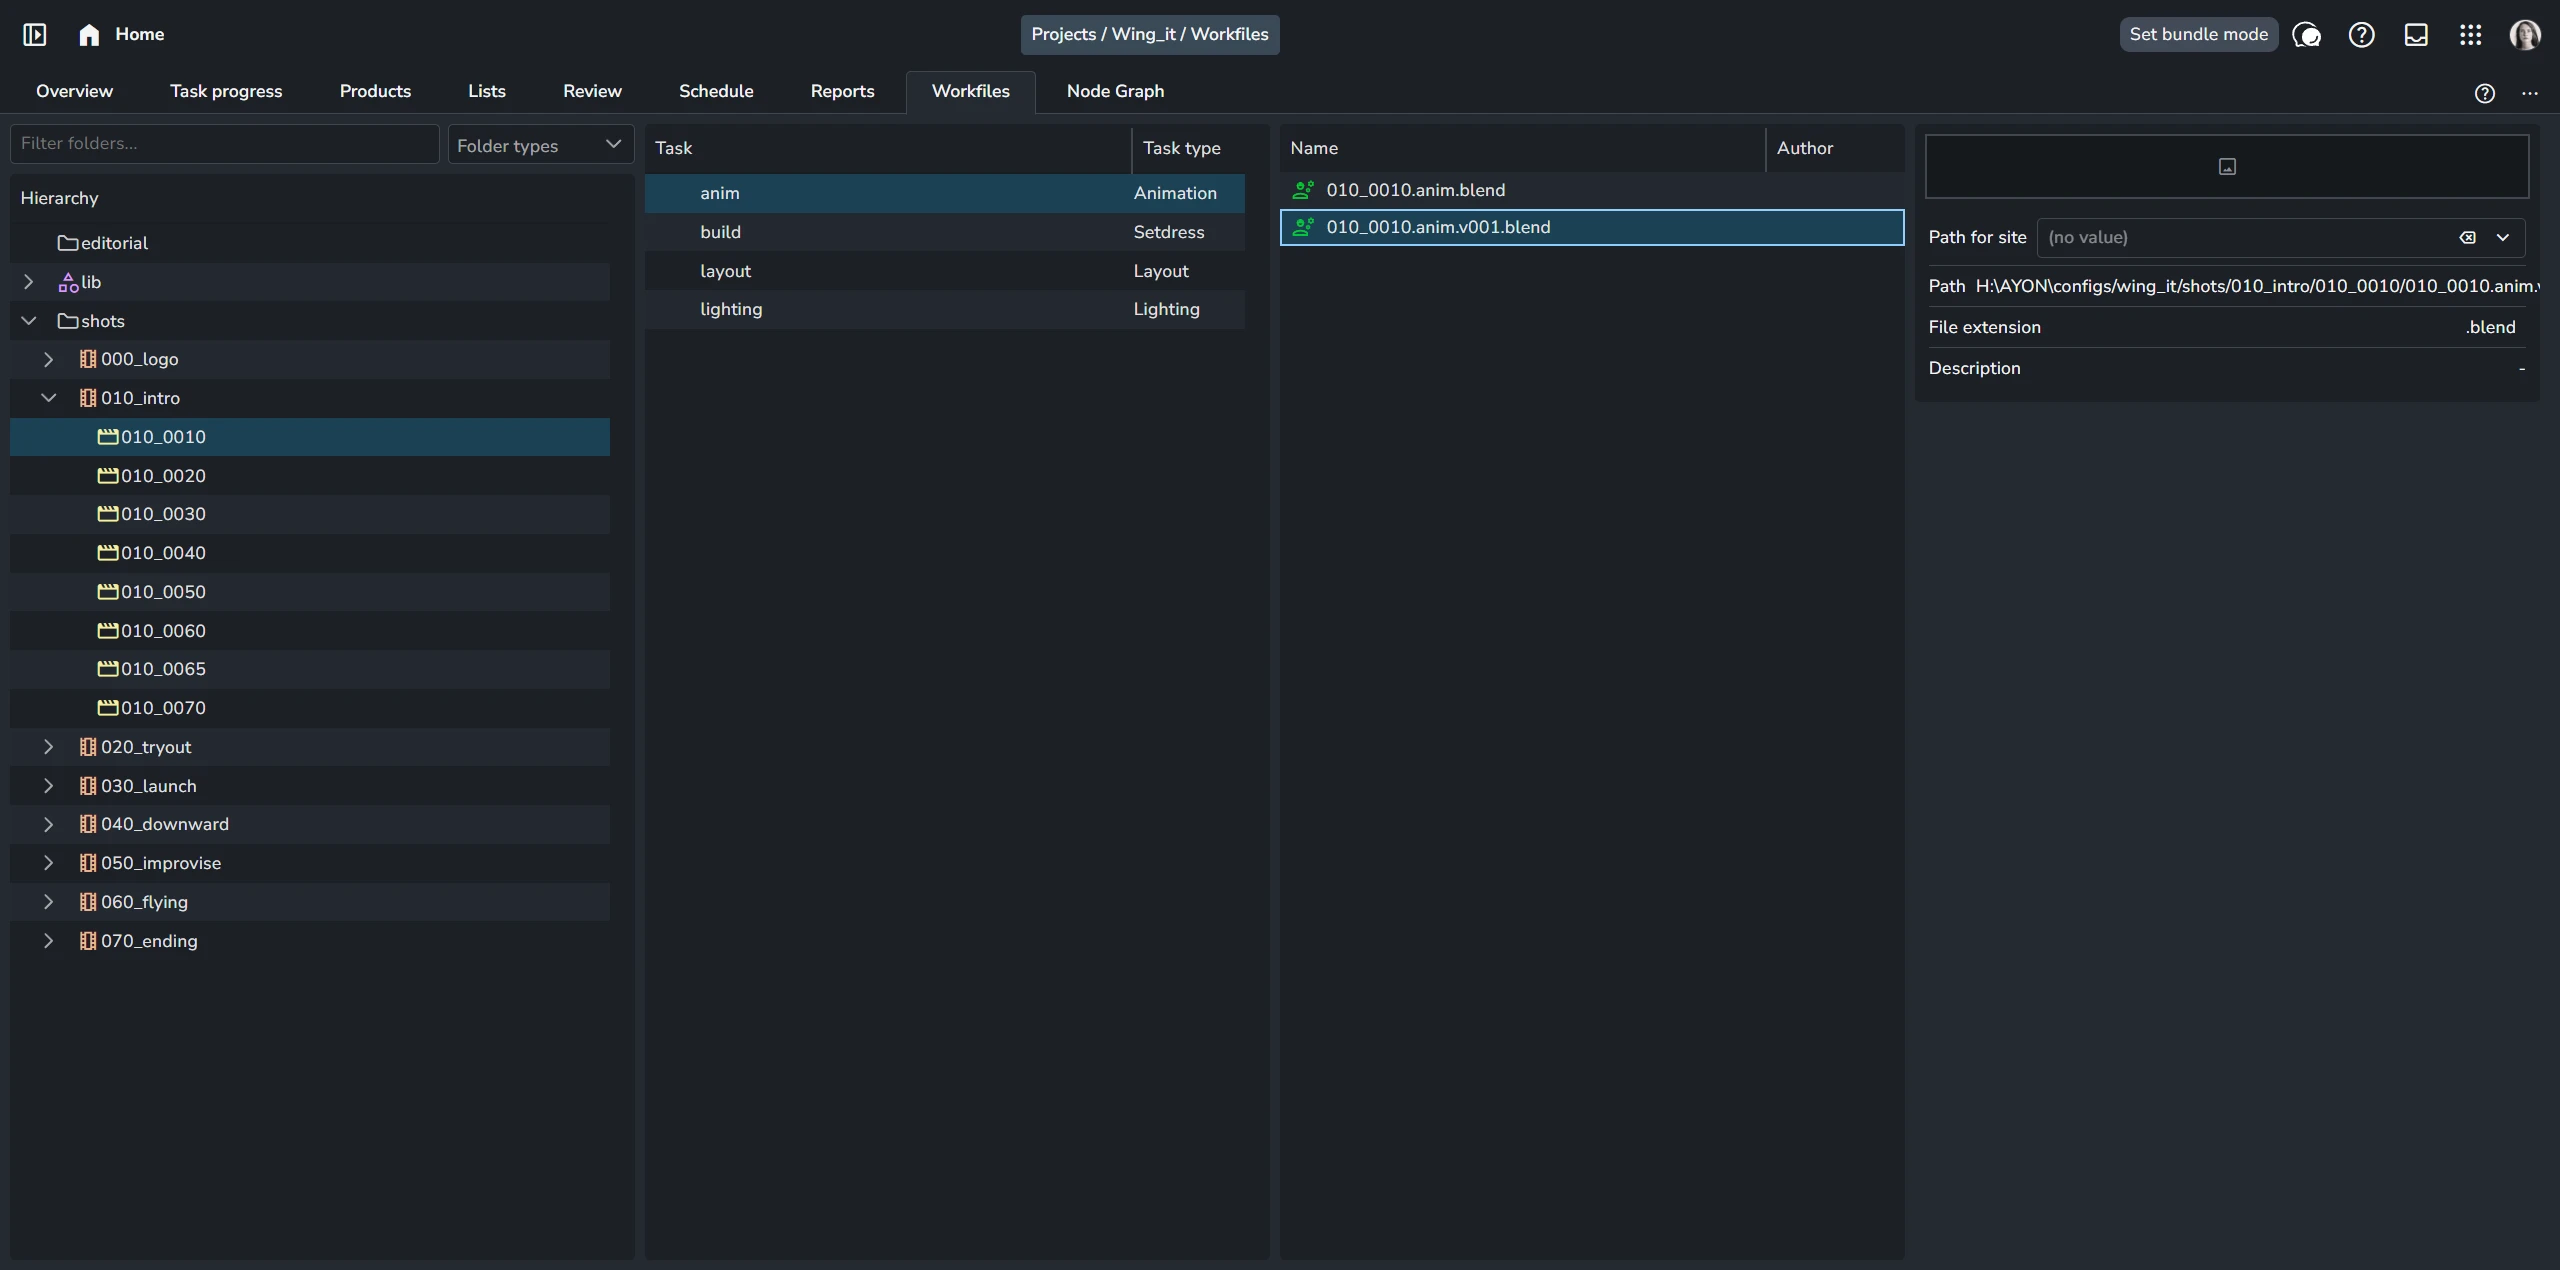 Home
Projects / Wing_it / Workfiles
Set bundle mode
Overview
Task progress
Products
Lists
Review
Schedule
Reports
Workfiles
Node Graph
Filter folders...
Folder types
Hierarchy
editorial
lib
shots
000_logo
010_intro
010_0010
010_0020
010_0030
010_0040
010_0050
010_0060
010_0065
010_0070
020_tryout
030_launch
040_downward
050_improvise
060_flying
070_ending
Task Task type
anim Animation
build Setdress
layout Layout
lighting Lighting
Name Author
010_0010.anim.blend
010_0010.anim.v001.blend
Path for site (no value)
Path H:\AYON\configs/wing_it/shots/010_intro/010_0010/010_0010.anim.
File extension .blend
Description -